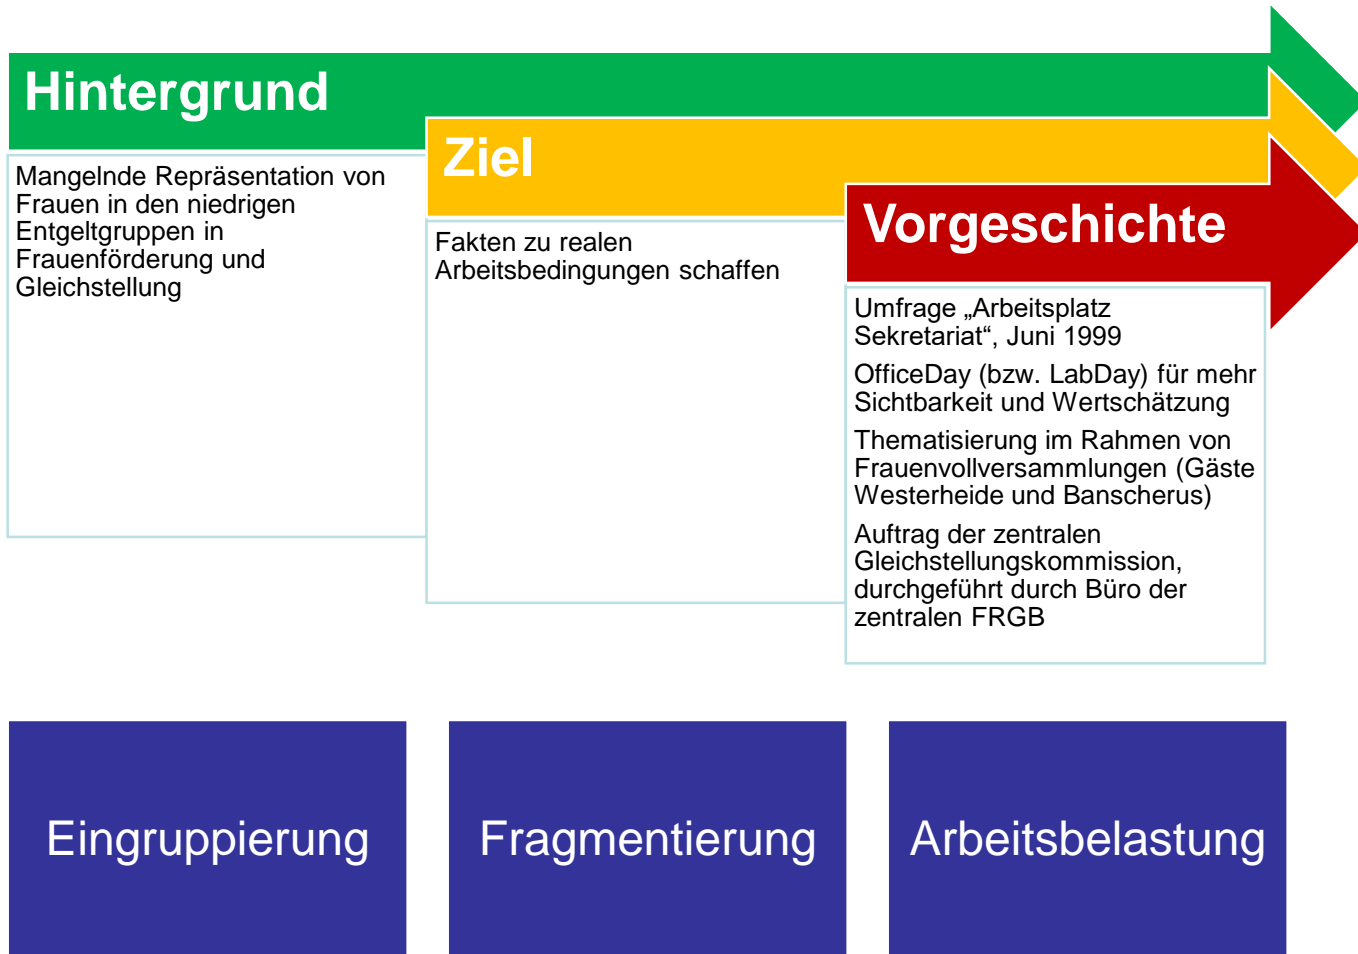 Hintergrund
Mangelnde Repräsentation von
Frauen in den niedrigen
Entgeltgruppen in
Frauenförderung und
Gleichstellung
Ziel
Fakten zu realen
Arbeitsbedingungen schaffen
Vorgeschichte
Umfrage „Arbeitsplatz
Sekretariat“, Juni 1999
OfficeDay (bzw. LabDay) für mehr
Sichtbarkeit und Wertschätzung
Thematisierung im Rahmen von
Frauenvollversammlungen (Gäste
Westerheide und Banscherus)
Auftrag der zentralen
Gleichstellungskommission,
durchgeführt durch Büro der
zentralen FRGB
Eingruppierung
Fragmentierung
Arbeitsbelastung